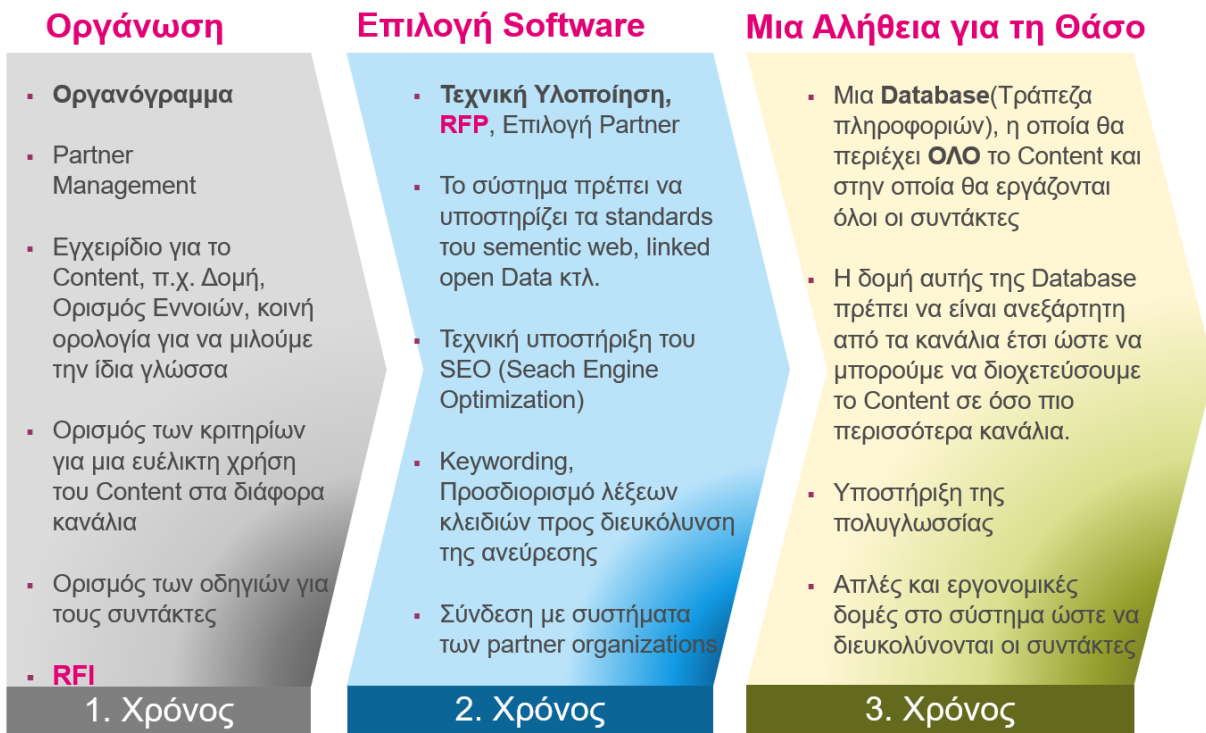 Οργάνωση
▪ Οργανόγραμμα
▪ Partner
Management
▪ Εγχειρίδιο για το
Content, π.χ. Δομή,
Ορισμός Εννοιών, κοινή
ορολογία για να μιλούμε
την ίδια γλώσσα
▪ Ορισμός των κριτηρίων
για μια ευέλικτη χρήση
του Content στα διάφορα
κανάλια
▪ Ορισμός των οδηγιών για
τους συντάκτες
▪ RFI
1. Χρόνος
Επιλογή Software
▪ Τεχνική Υλοποίηση,
RFP, Επιλογή Partner
▪ Το σύστημα πρέπει να
υποστηρίζει τα standards
του sementic web, linked
open Data κτλ.
▪ Τεχνική υποστήριξη του
SEO (Seach Engine
Optimization)
▪ Keywording,
Προσδιορισμό λέξεων
κλειδιών προς διευκόλυνση
της ανεύρεσης
▪ Σύνδεση με συστήματα
των partner organizations
2. Χρόνος
Μια Αλήθεια για τη Θάσο
▪ Μια Database(Τράπεζα
πληροφοριών), η οποία θα
περιέχει ΟΛΟ το Content και
στην οποία θα εργάζονται
όλοι οι συντάκτες
▪ Η δομή αυτής της Database
πρέπει να είναι ανεξάρτητη
από τα κανάλια έτσι ώστε να
μπορούμε να διοχετεύσουμε
το Content σε όσο πιο
περισσότερα κανάλια.
▪ Υποστήριξη της
πολυγλωσσίας
▪ Απλές και εργονομικές
δομές στο σύστημα ώστε να
διευκολύνονται οι συντάκτες
3. Χρόνος